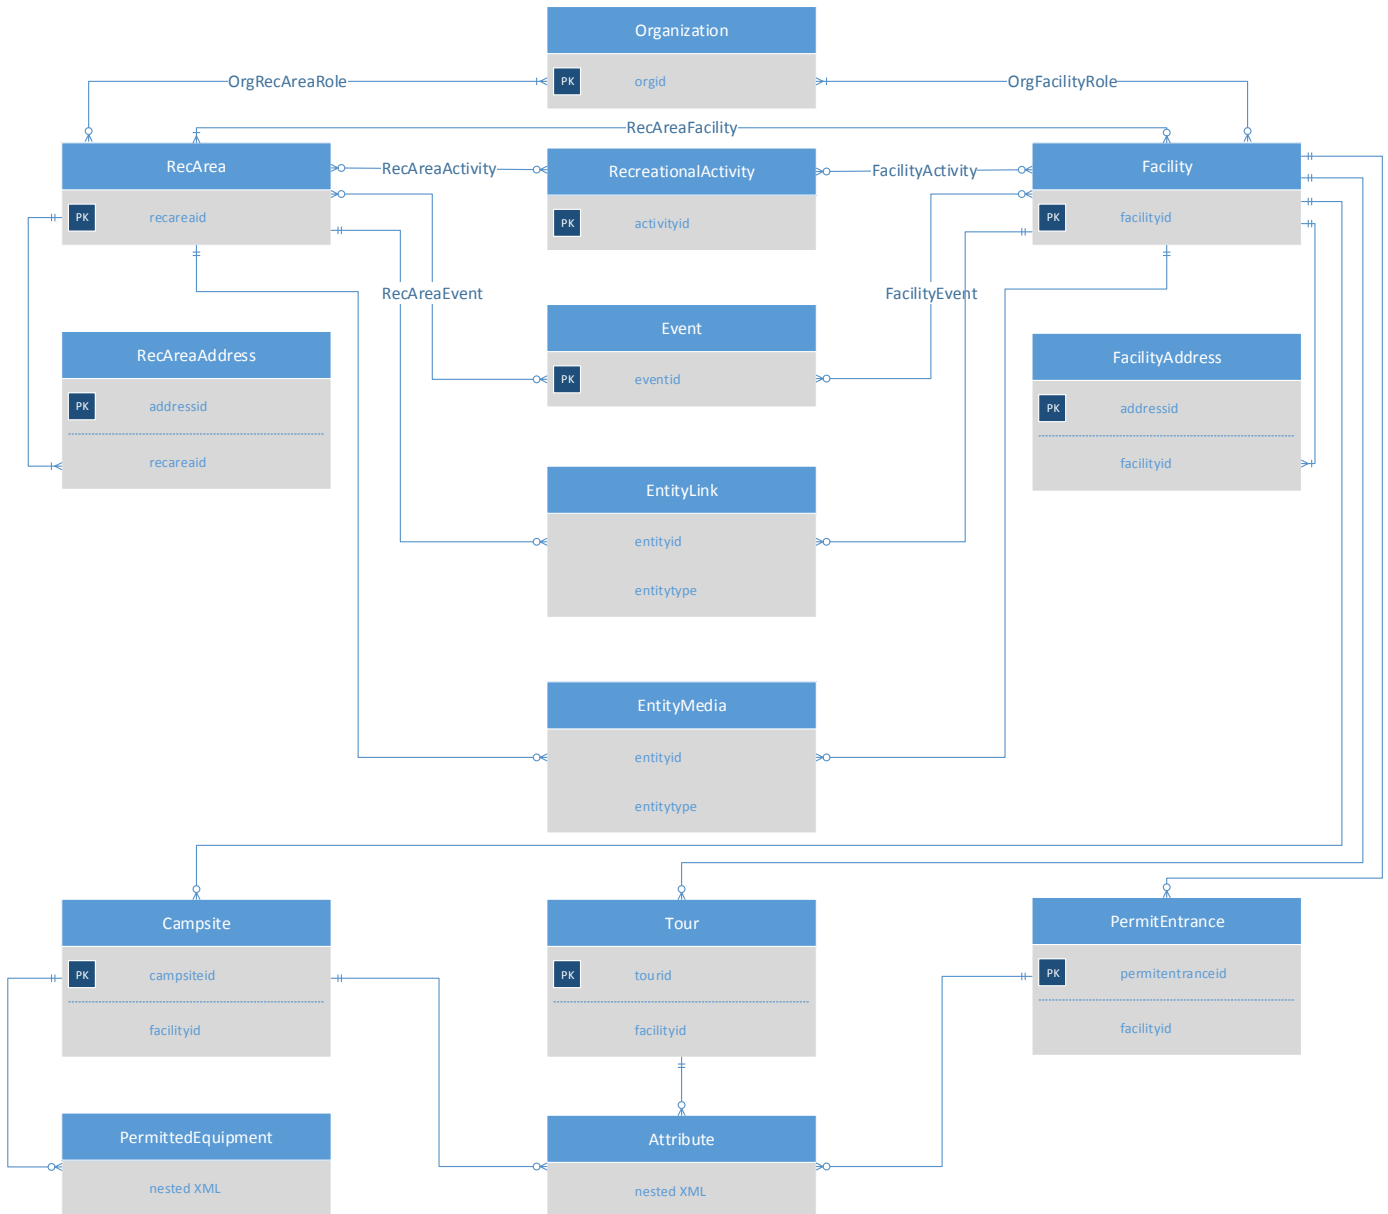 Organization
PK orgid
OrgRecAreaRole
OrgFacilityRole
RecAreaFacility
RecArea
PK recareaid
RecAreaActivity
RecreationalActivity
PK activityid
FacilityActivity
Facility
PK facilityid
RecAreaEvent
FacilityEvent
Event
PK eventid
RecAreaAddress
PK addressid
recareaid
FacilityAddress
PK addressid
facilityid
EntityLink
entityid
entitytype
EntityMedia
entityid
entitytype
Campsite
PK campsiteid
facilityid
Tour
PK tourid
facilityid
PermitEntrance
PK permitentranceid
facilityid
PermittedEquipment
nested XML
Attribute
nested XML